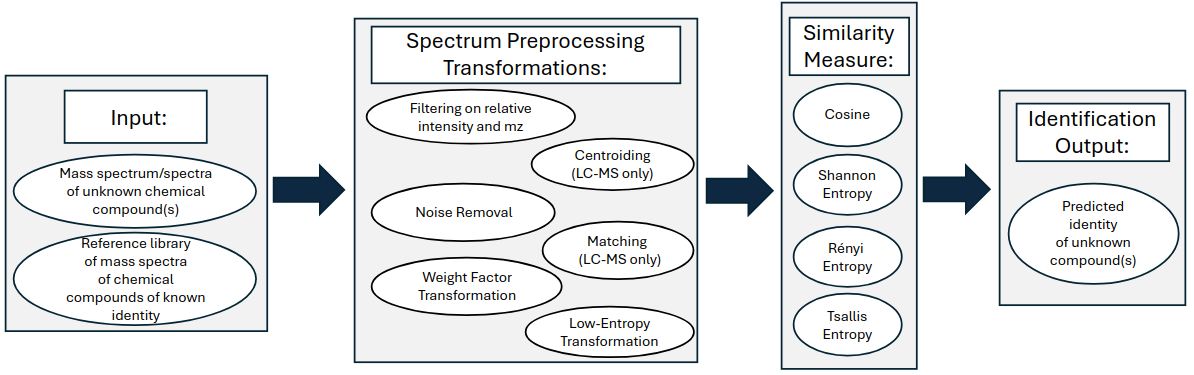 Input:
Mass spectrum/spectra
of unknown chemical
compound(s)
Reference library
of mass spectra
of chemical
compounds of known
identity
Spectrum Preprocessing
Transformations:
Filtering on relative
intensity and mz
Centroiding
(LC-MS only)
Noise Removal
Matching
(LC-MS only)
Weight Factor
Transformation
Low-Entropy
Transformation
Similarity
Measure:
Cosine
Shannon
Entropy
Rényi
Entropy
Tsallis
Entropy
Identification
Output:
Predicted
identity
of unknown
compound(s)